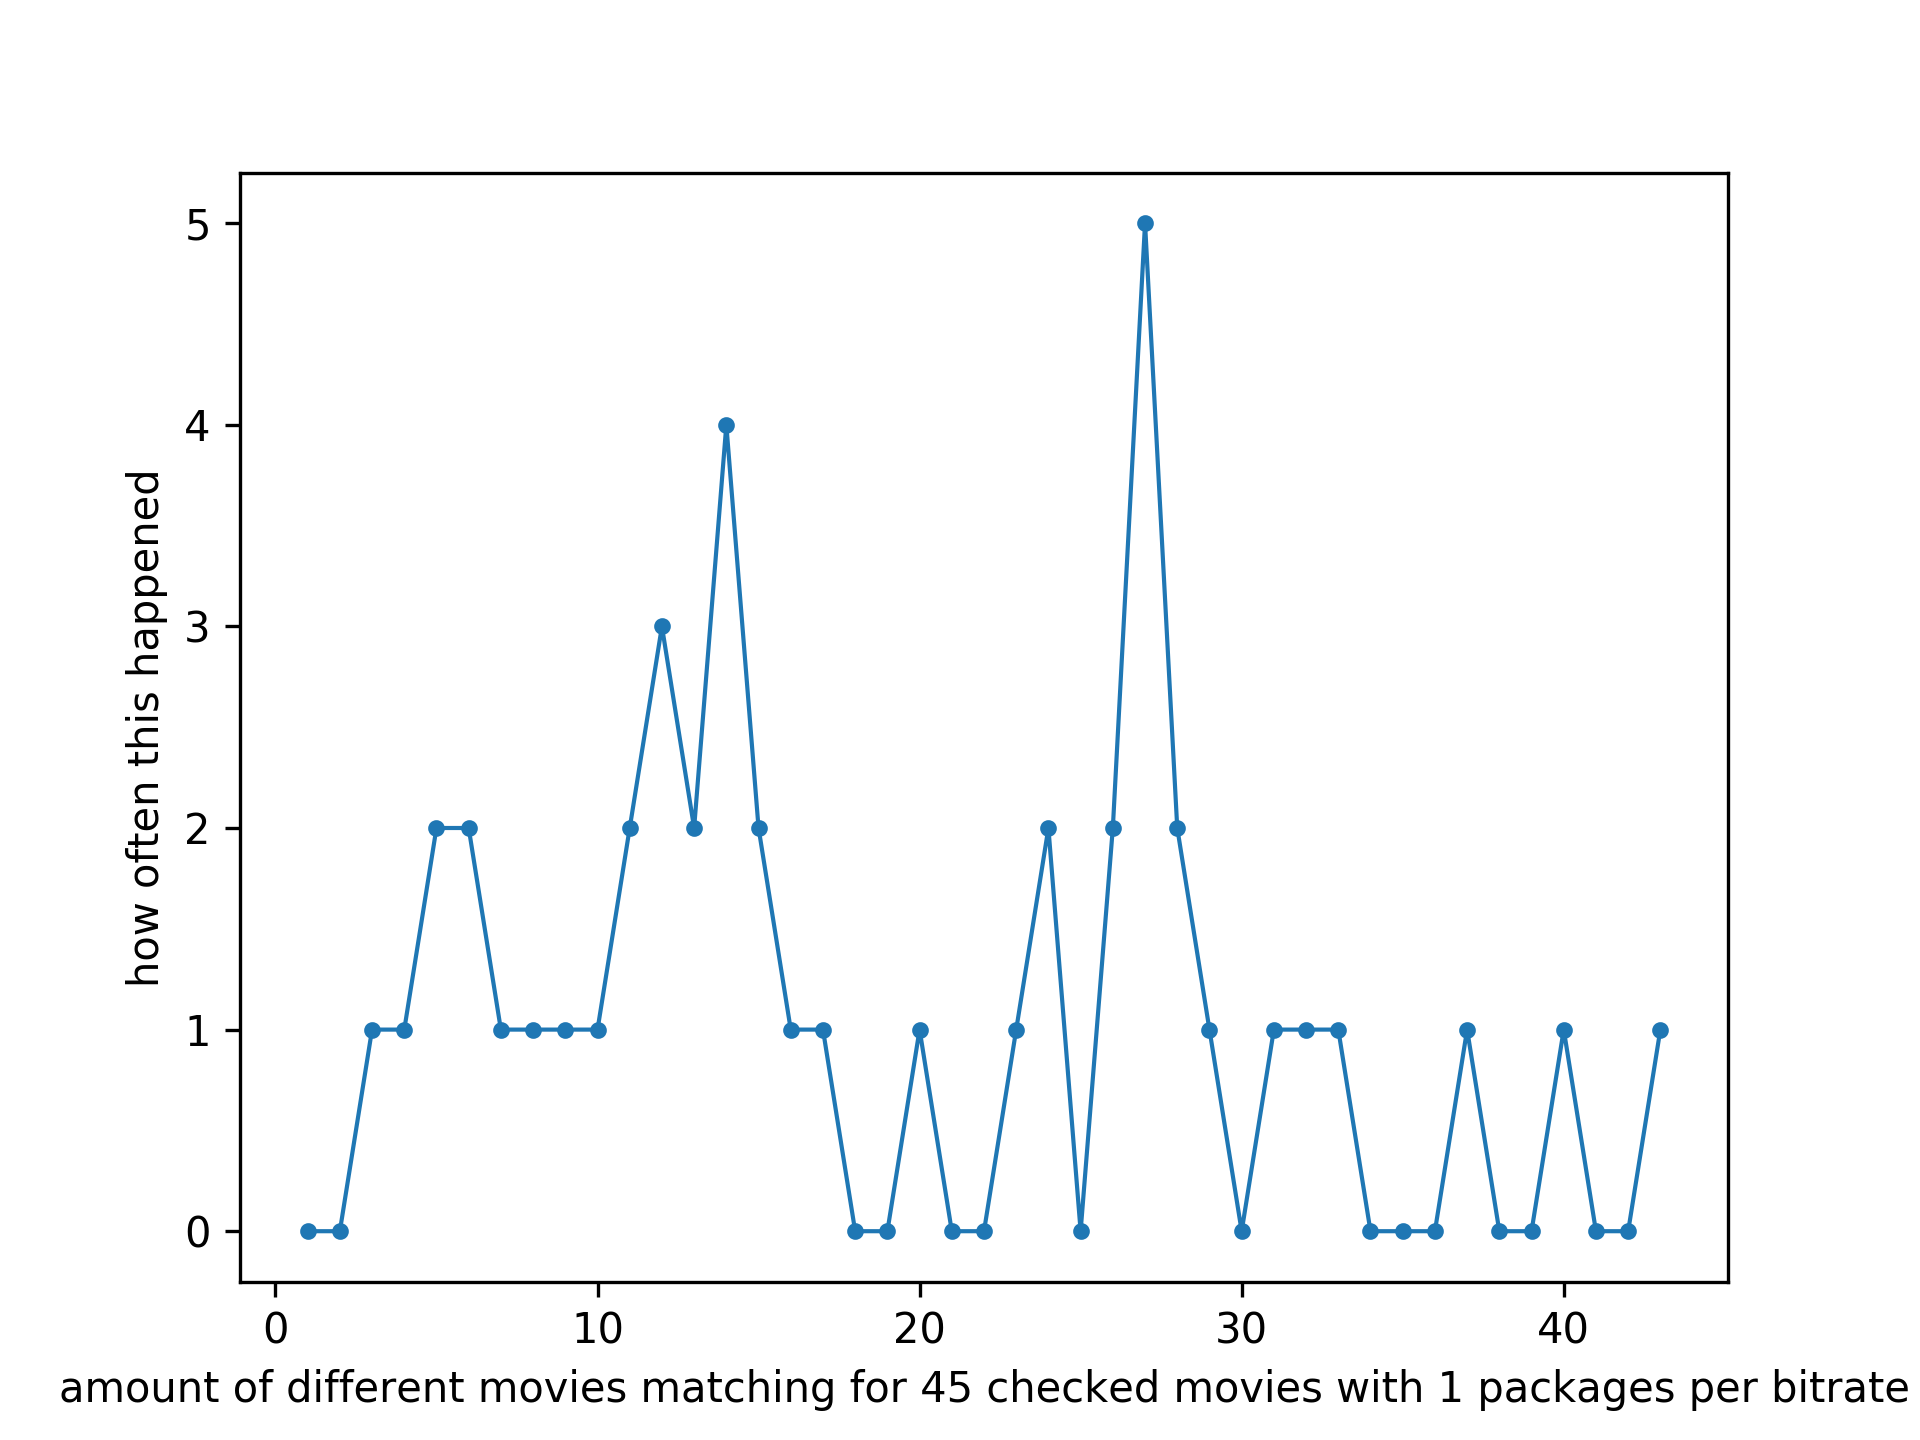 5
4
3
2
1
0
how often this happened
0 10 20 30 40
amount of different movies matching for 45 checked movies with 1 packages per bitrate